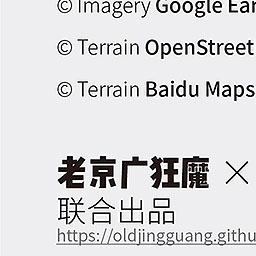 © Imagery Google Ear
© Terrain OpenStreet
© Terrain Baidu Maps
老京广狂魔 ×
联合出品
https://oldjingguang.githu